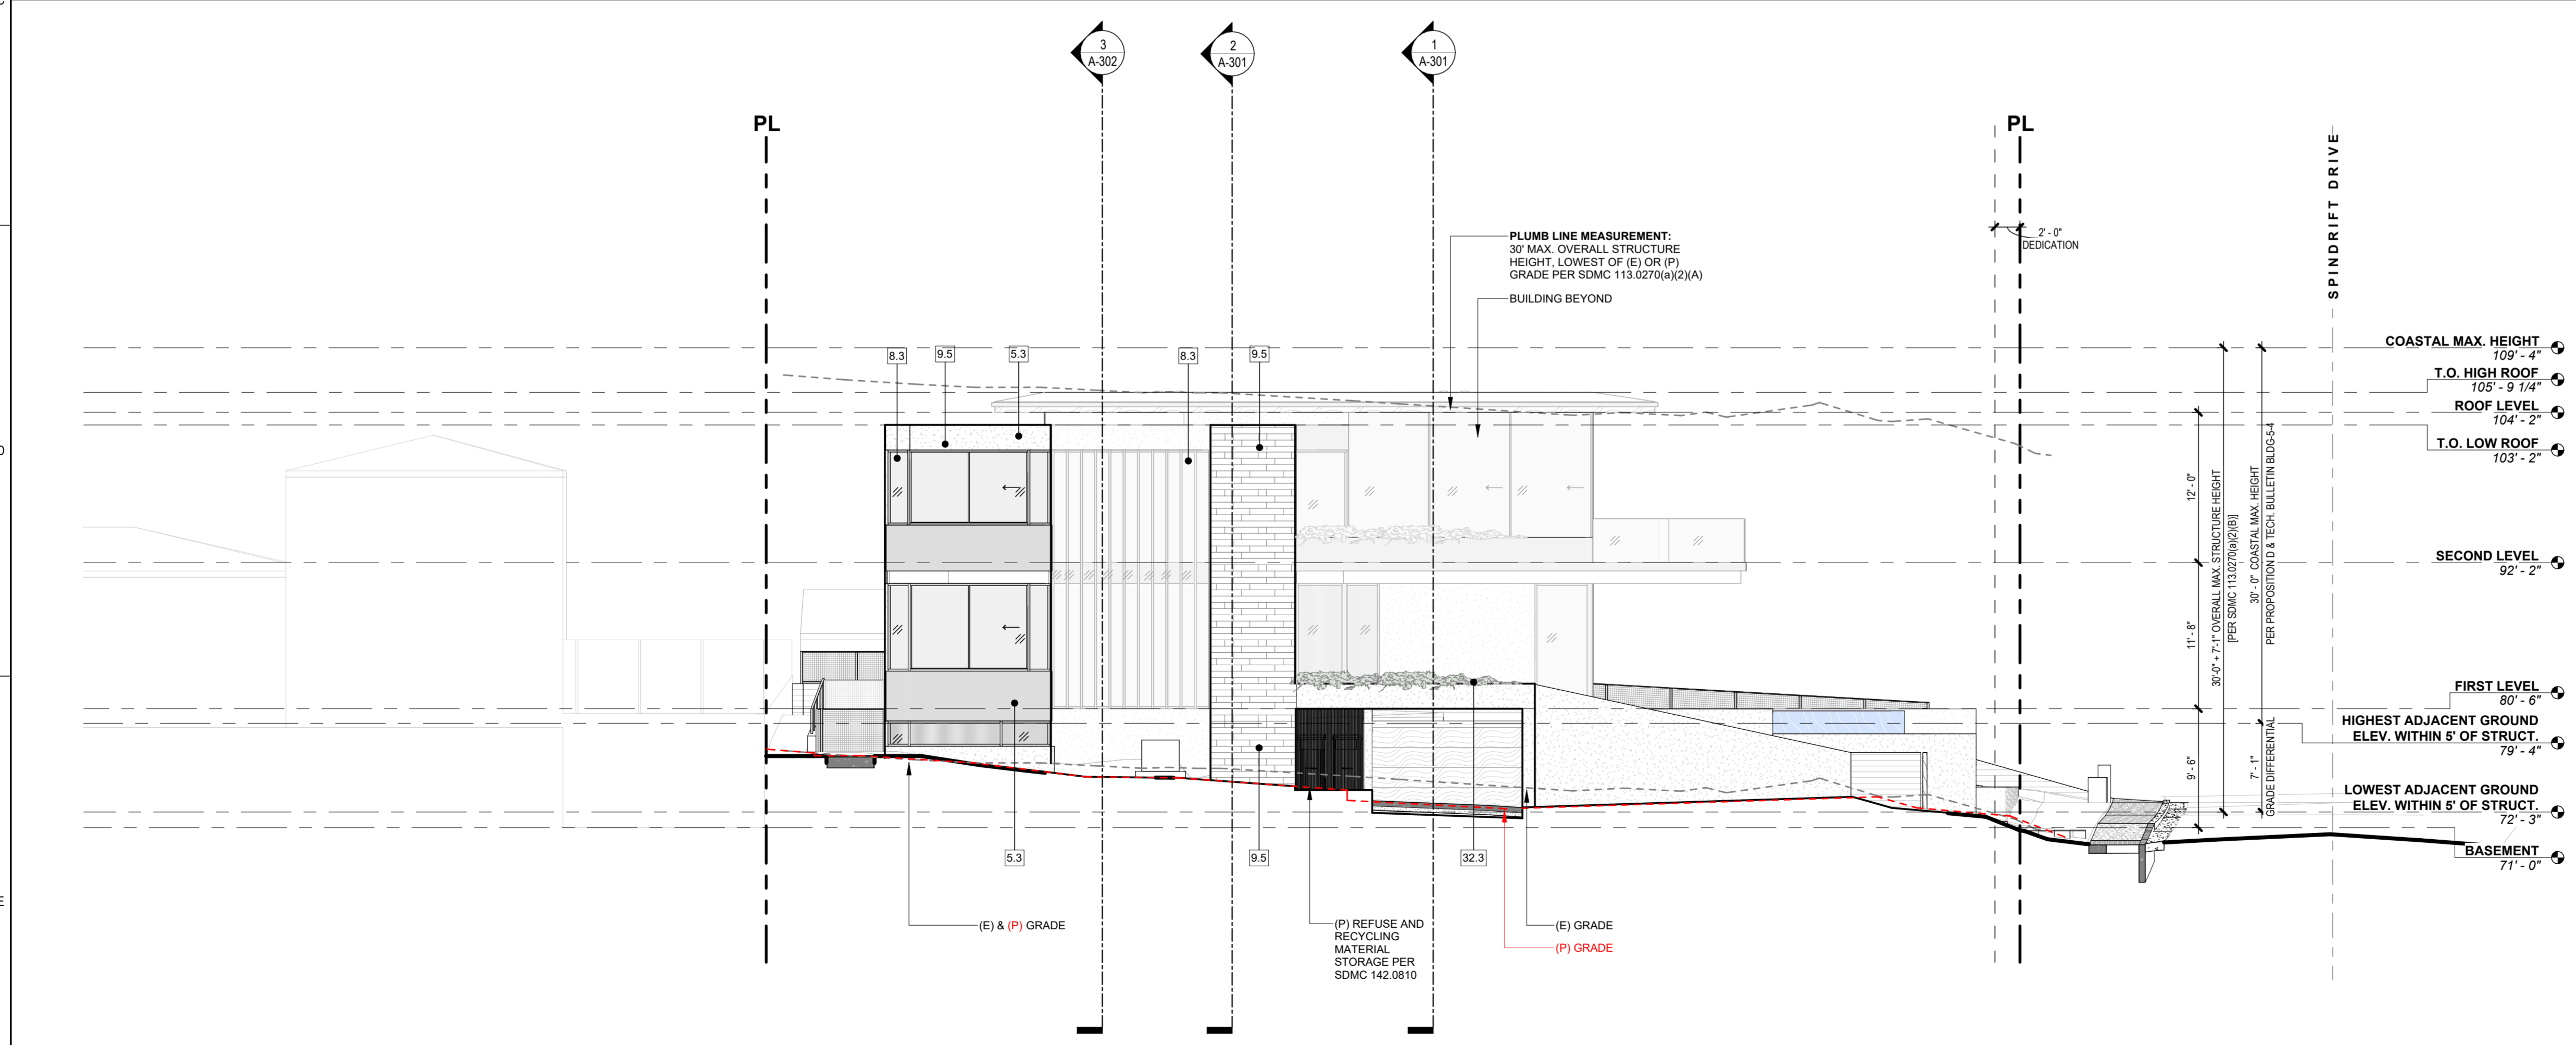 3
A-302
2
A-301
1
A-301
PL
PL
SPINDRIFT DRIVE
2' - 0"
DEDICATION
PLUMB LINE MEASUREMENT:
30' MAX. OVERALL STRUCTURE
HEIGHT, LOWEST OF (E) OR (P)
GRADE PER SDMC 113.0270(a)(2)(A)
BUILDING BEYOND
8.3
9.5
5.3
8.3
9.5
COASTAL MAX. HEIGHT
109' - 4"
T.O. HIGH ROOF
105' - 9 1/4"
ROOF LEVEL
104' - 2"
T.O. LOW ROOF
103' - 2"
SECOND LEVEL
92' - 2"
FIRST LEVEL
80' - 6"
HIGHEST ADJACENT GROUND
ELEV. WITHIN 5' OF STRUCT.
79' - 4"
LOWEST ADJACENT GROUND
ELEV. WITHIN 5' OF STRUCT.
72' - 3"
BASEMENT
71' - 0"
12' - 0"
11' - 8"
9' - 6"
30'-0" + 7'-1" OVERALL MAX. STRUCTURE HEIGHT
[PER SDMC 113.0270(a)(2)(B)]
30' - 0" COASTAL MAX. HEIGHT
PER PROPOSITION D & TECH. BULLETIN BLDG-5-4
7' - 1"
GRADE DIFFERENTIAL
5.3
9.5
32.3
(E) & (P) GRADE
(P) REFUSE AND
RECYCLING
MATERIAL
STORAGE PER
SDMC 142.0810
(E) GRADE
(P) GRADE
E